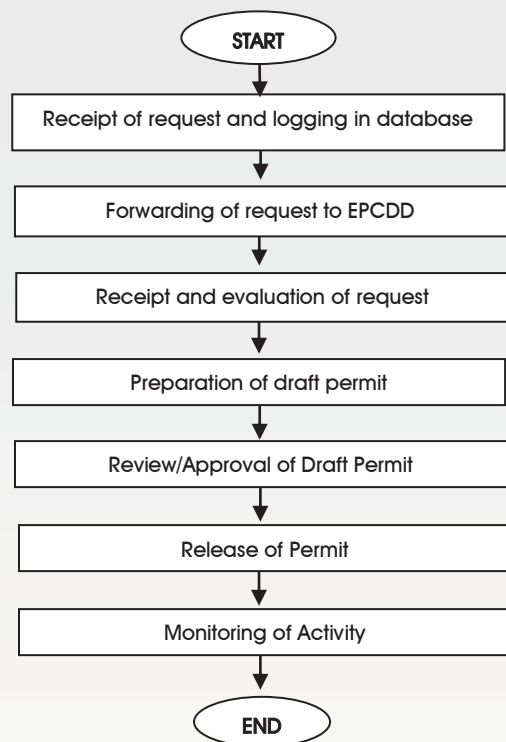 START
Receipt of request and logging in database
Forwarding of request to EPCDD
Receipt and evaluation of request
Preparation of draft permit
Review/Approval of Draft Permit
Release of Permit
Monitoring of Activity
END